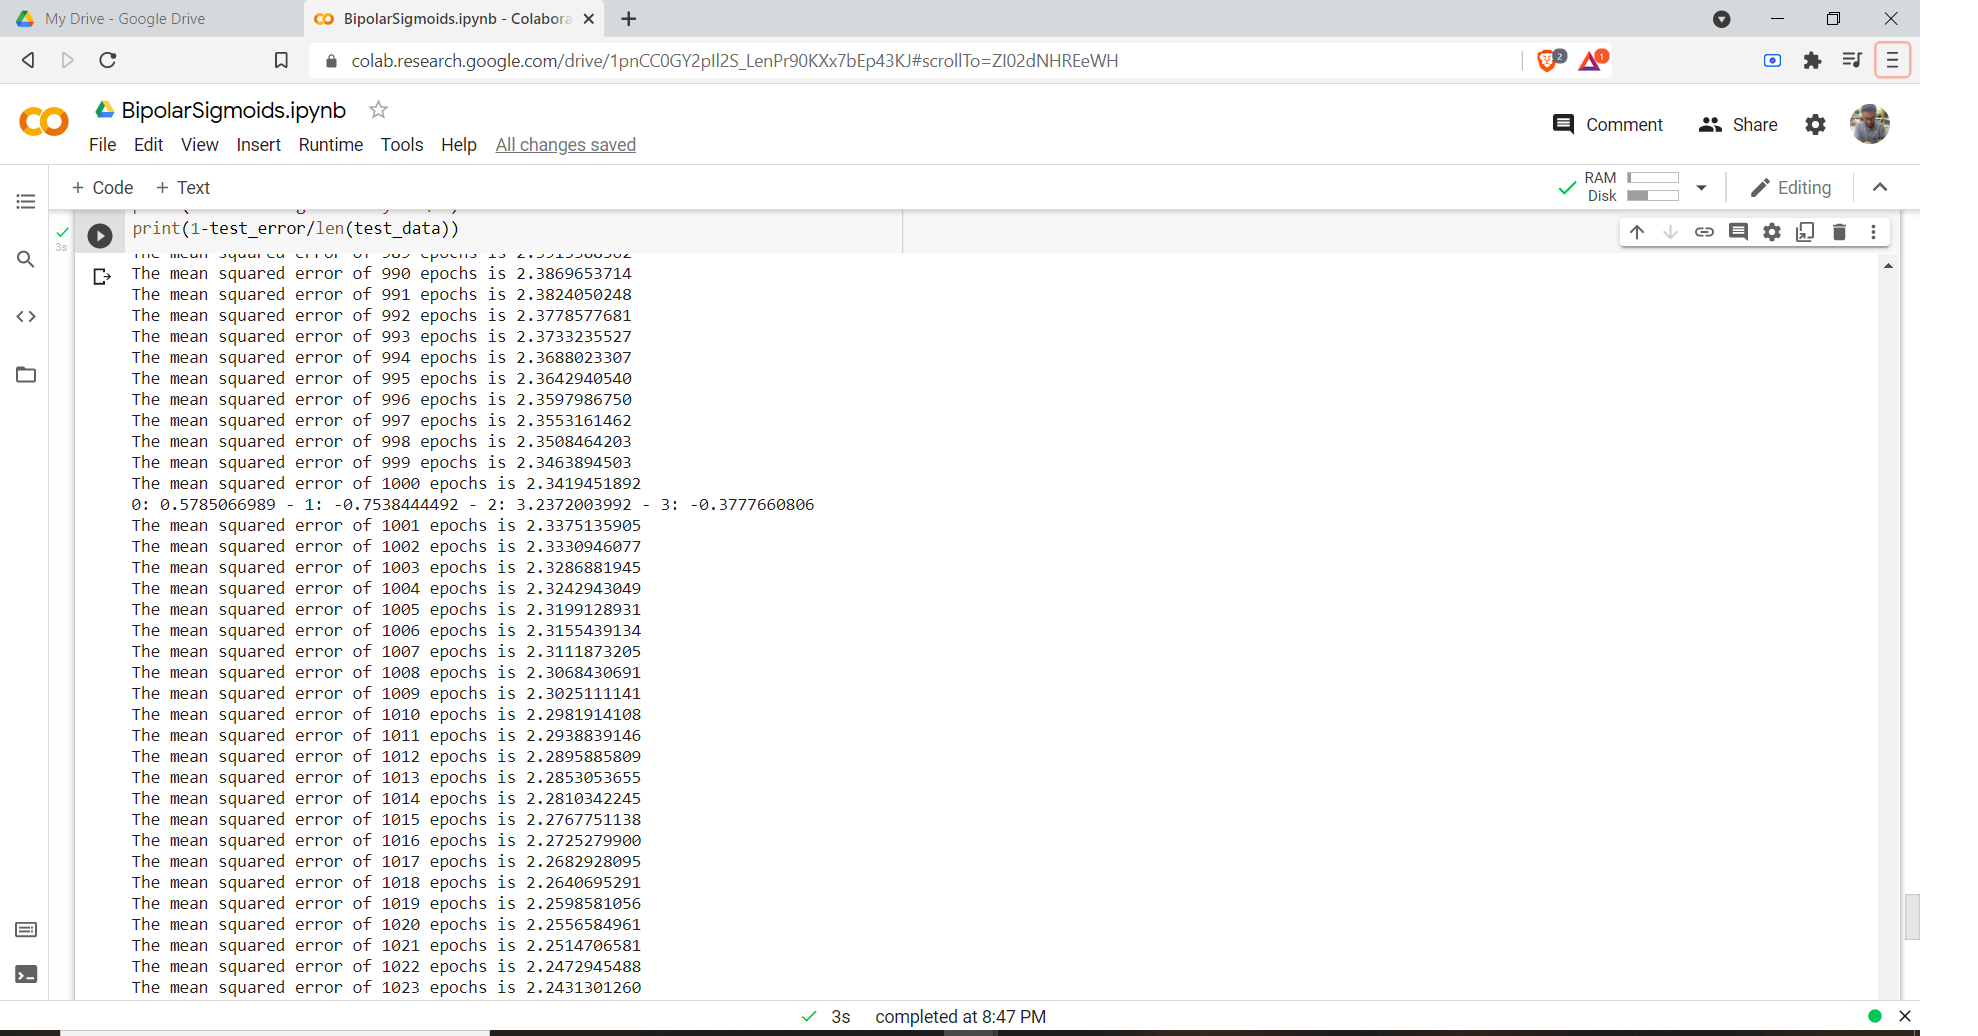 My Drive - Google Drive
BipolarSigmoids.ipynb - Colabora
colab.research.google.com/drive/1pnCC0GY2pIl2S_LenPr90KXx7bEp43KJ#scrollTo=ZI02dNHREeWH
2
1
BipolarSigmoids.ipynb
Comment
Share
File Edit View Insert Runtime Tools Help All changes saved
+ Code + Text
RAM
Disk
Editing
print(1-test_error/len(test_data))
3s
The mean squared error of 989 epochs is
The mean squared error of 990 epochs is 2.3869653714
The mean squared error of 991 epochs is 2.3824050248
The mean squared error of 992 epochs is 2.3778577681
The mean squared error of 993 epochs is 2.3733235527
The mean squared error of 994 epochs is 2.3688023307
The mean squared error of 995 epochs is 2.3642940540
The mean squared error of 996 epochs is 2.3597986750
The mean squared error of 997 epochs is 2.3553161462
The mean squared error of 998 epochs is 2.3508464203
The mean squared error of 999 epochs is 2.3463894503
The mean squared error of 1000 epochs is 2.3419451892
0: 0.5785066989 - 1: -0.7538444492 - 2: 3.2372003992 - 3: -0.3777660806
The mean squared error of 1001 epochs is 2.3375135905
The mean squared error of 1002 epochs is 2.3330946077
The mean squared error of 1003 epochs is 2.3286881945
The mean squared error of 1004 epochs is 2.3242943049
The mean squared error of 1005 epochs is 2.3199128931
The mean squared error of 1006 epochs is 2.3155439134
The mean squared error of 1007 epochs is 2.3111873205
The mean squared error of 1008 epochs is 2.3068430691
The mean squared error of 1009 epochs is 2.3025111141
The mean squared error of 1010 epochs is 2.2981914108
The mean squared error of 1011 epochs is 2.2938839146
The mean squared error of 1012 epochs is 2.2895885809
The mean squared error of 1013 epochs is 2.2853053655
The mean squared error of 1014 epochs is 2.2810342245
The mean squared error of 1015 epochs is 2.2767751138
The mean squared error of 1016 epochs is 2.2725279900
The mean squared error of 1017 epochs is 2.2682928095
The mean squared error of 1018 epochs is 2.2640695291
The mean squared error of 1019 epochs is 2.2598581056
The mean squared error of 1020 epochs is 2.2556584961
The mean squared error of 1021 epochs is 2.2514706581
The mean squared error of 1022 epochs is 2.2472945488
The mean squared error of 1023 epochs is 2.2431301260
3s completed at 8:47 PM